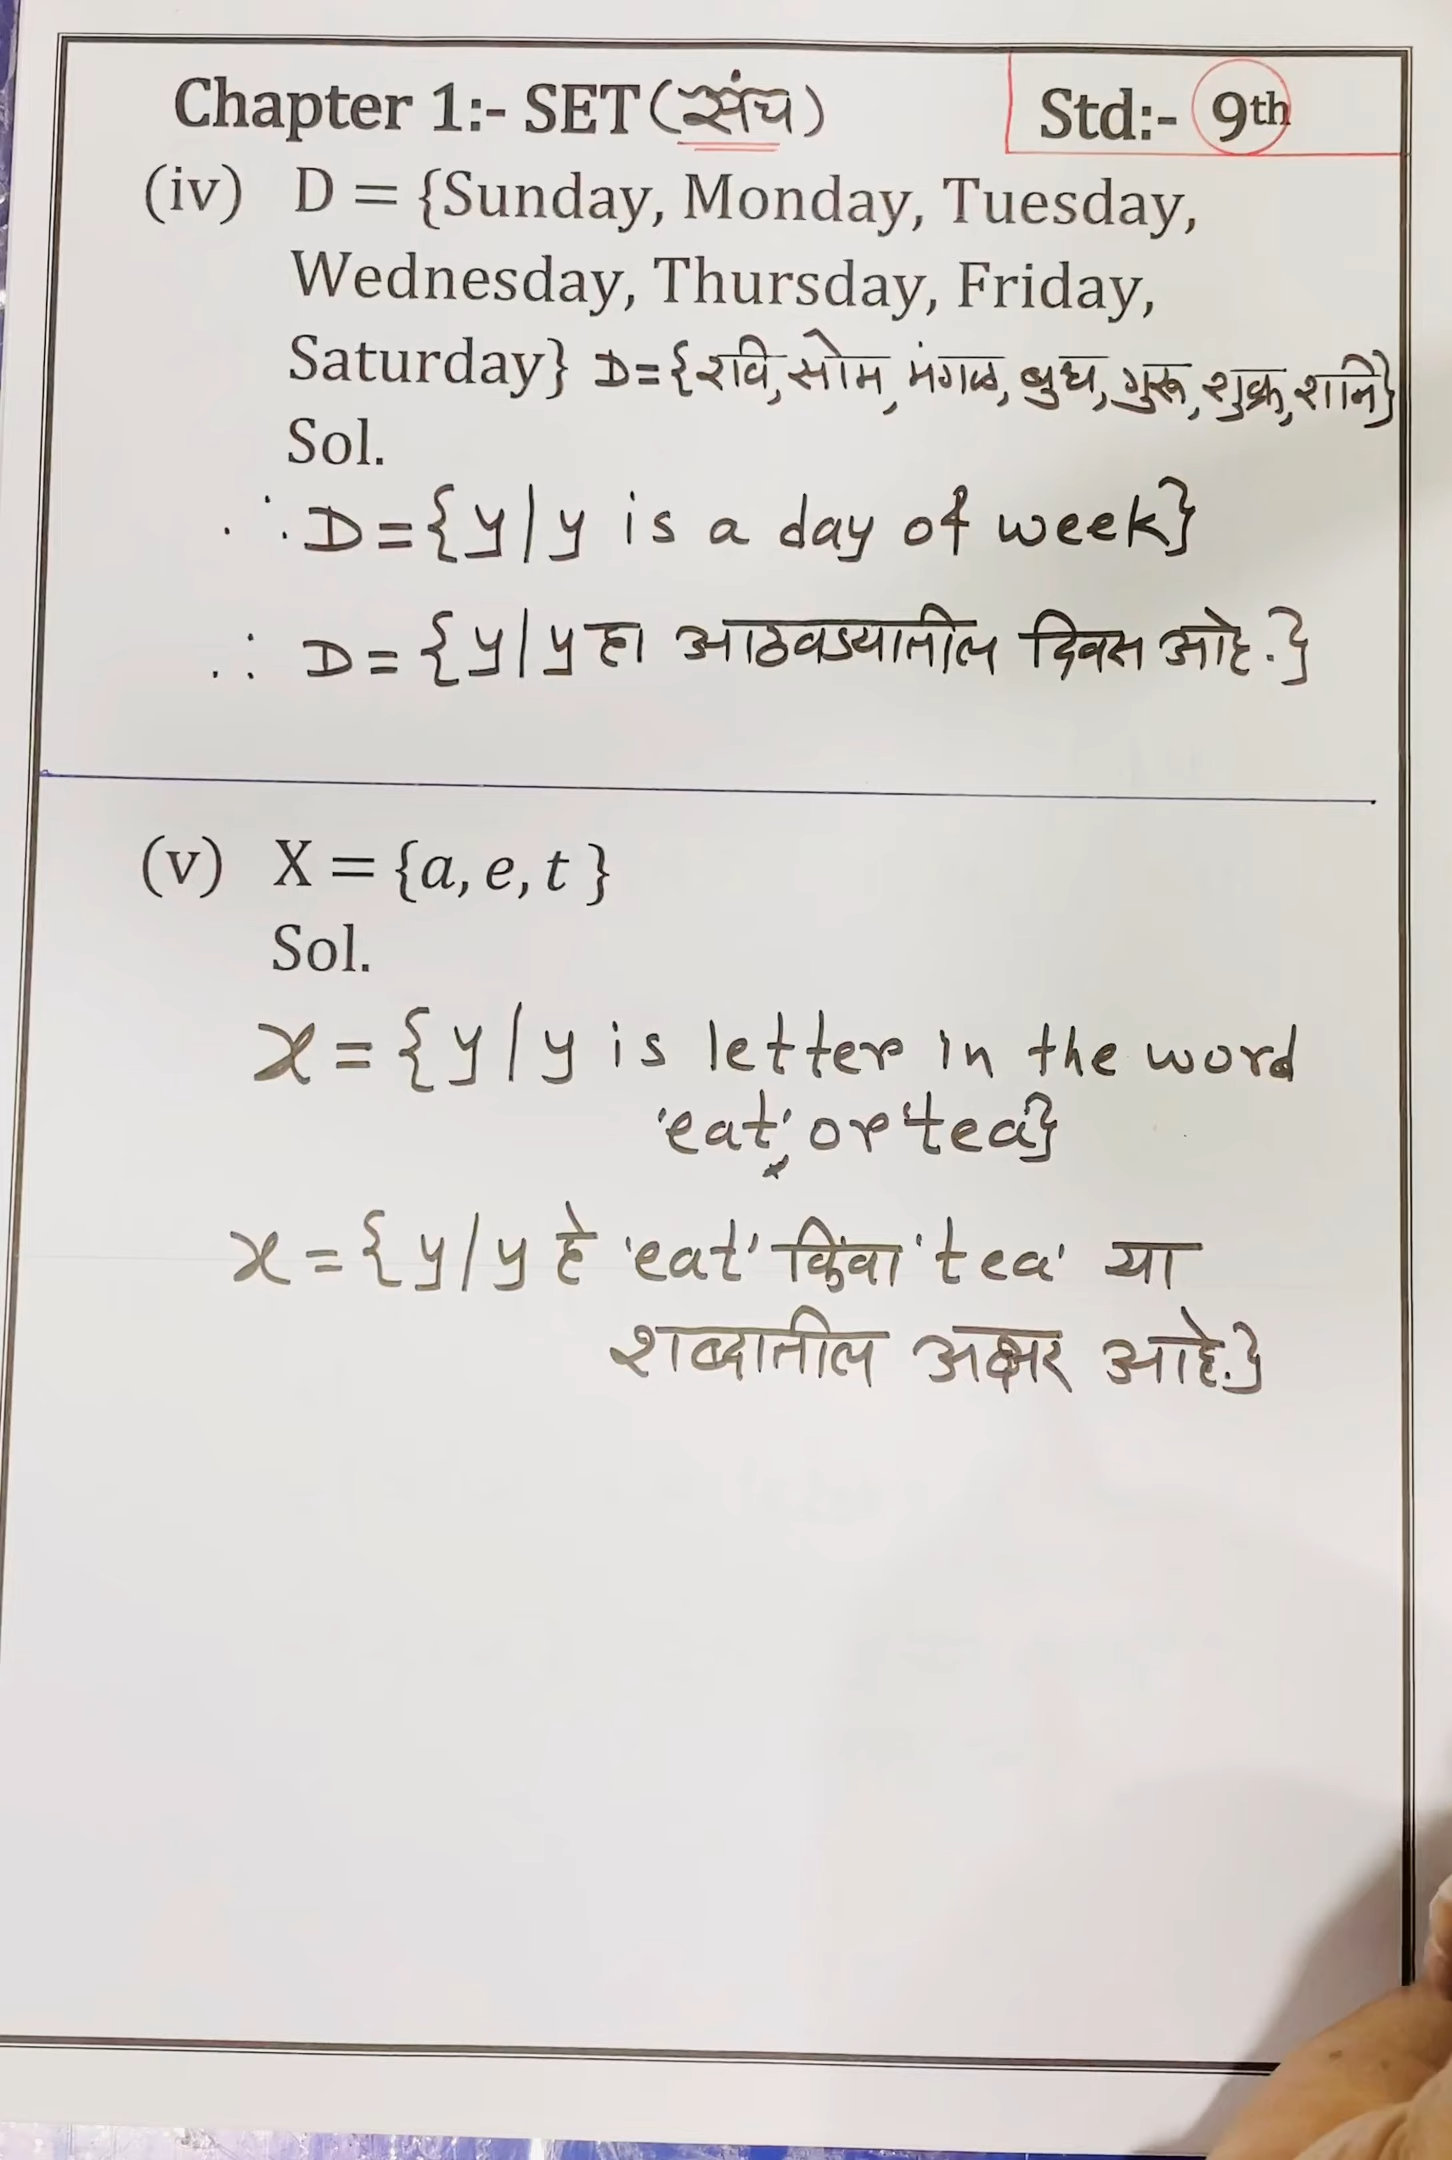 Chapter 1:- SET (संच) Std:- 9th
(iv) D = {Sunday, Monday, Tuesday,
Wednesday, Thursday, Friday,
Saturday} D={रवि, सोम, मंगळ, बुध, गुरू, शुक्र, शनि}
Sol.
∴ D = {y/y is a day of week}
∴ D = {y/y हा आठवड्यातील दिवस आहे.}
(v) X = {a, e, t }
Sol.
X = {y/y is letter in the word
'eat' or 'tea}
x = {y/y हे 'eat' किंवा 'tea' या
शब्दातील अक्षर आहे.}